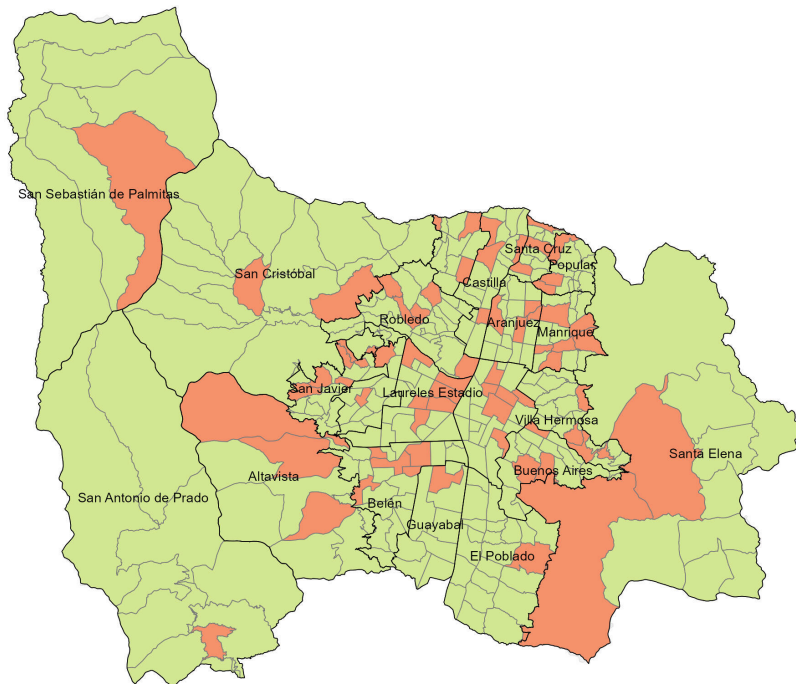 San Sebastián de Palmitas
San Cristóbal
Santa Cruz
Popular
Castilla
Robledo
Aranjuez
Manrique
San Javier
Laureles Estadio
Villa Hermosa
Santa Elena
Buenos Aires
Altavista
San Antonio de Prado
Belén
Guayabal
El Poblado